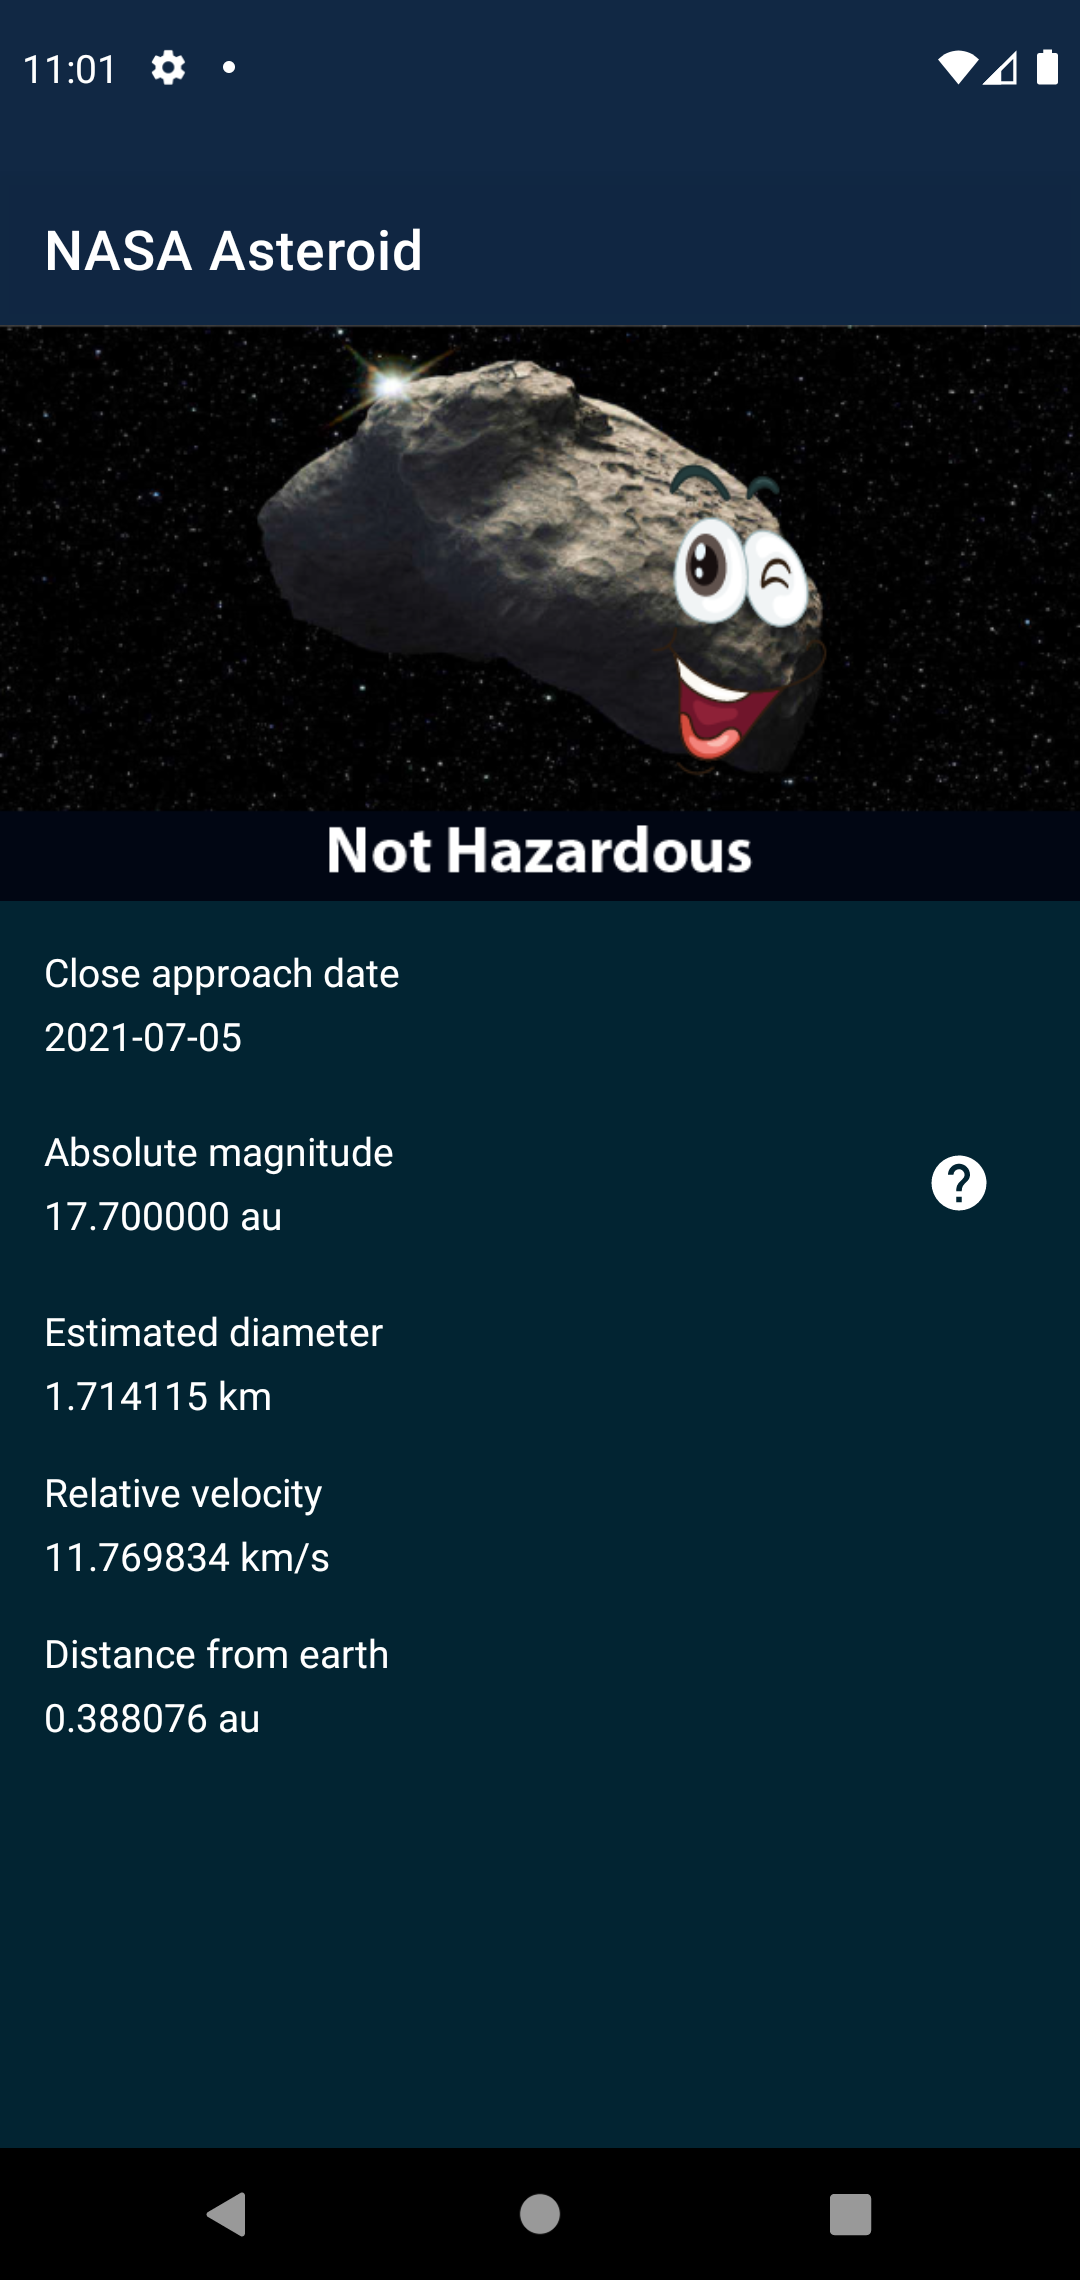 11:01
NASA Asteroid
Not Hazardous
Close approach date
2021-07-05
Absolute magnitude
17.700000 au
?
Estimated diameter
1.714115 km
Relative velocity
11.769834 km/s
Distance from earth
0.388076 au